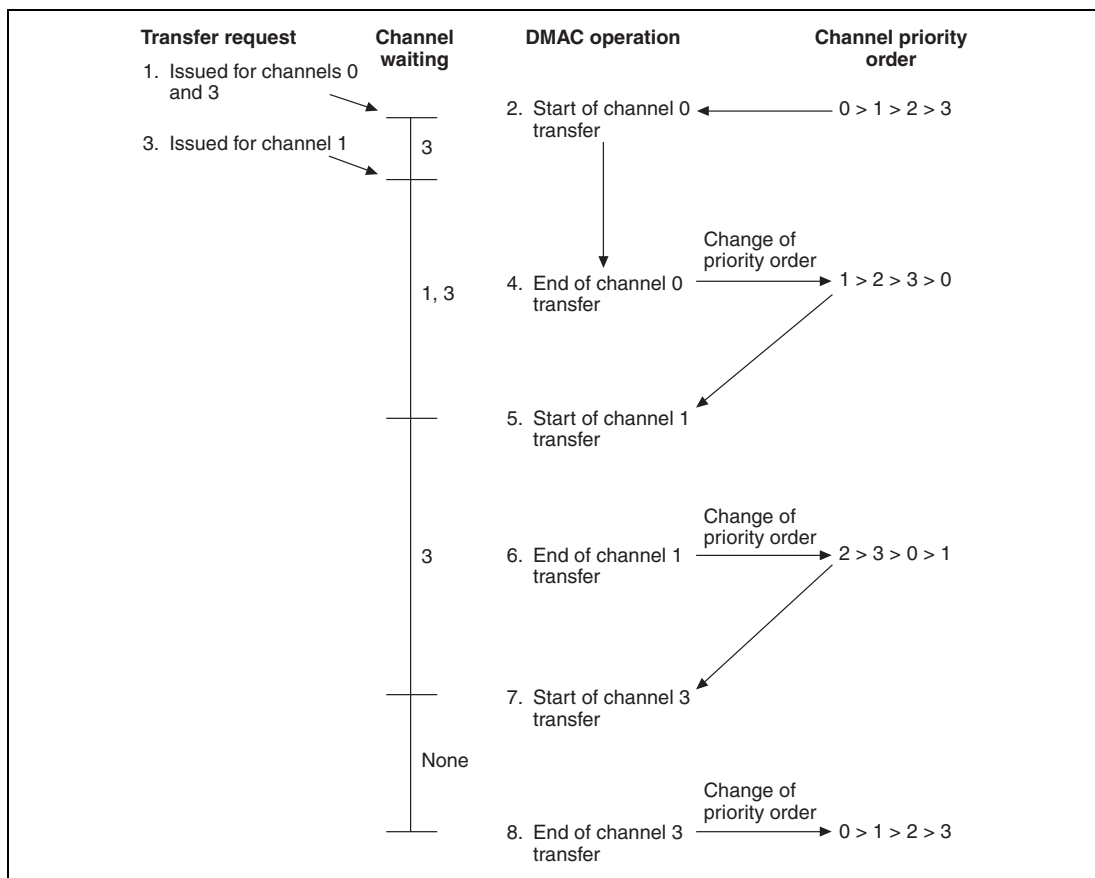 Transfer request
Channel
waiting
DMAC operation
Channel priority
order
1. Issued for channels 0
and 3
2. Start of channel 0
transfer
0 > 1 > 2 > 3
3. Issued for channel 1
3
Change of
priority order
1, 3
4. End of channel 0
transfer
1 > 2 > 3 > 0
5. Start of channel 1
transfer
Change of
priority order
3
6. End of channel 1
transfer
2 > 3 > 0 > 1
7. Start of channel 3
transfer
None
Change of
priority order
8. End of channel 3
transfer
0 > 1 > 2 > 3